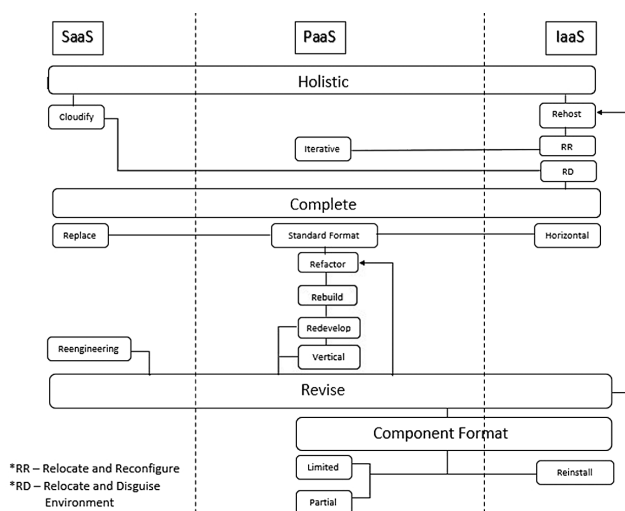 SaaS
PaaS
IaaS
Holistic
Cloudify
Rehost
Iterative
RR
RD
Complete
Replace
Standard Format
Horizontal
Refactor
Rebuild
Redevelop
Reengineering
Vertical
Revise
Component Format
*RR – Relocate and Reconfigure
Limited
Reinstall
*RD – Relocate and Disguise
Environment
Partial